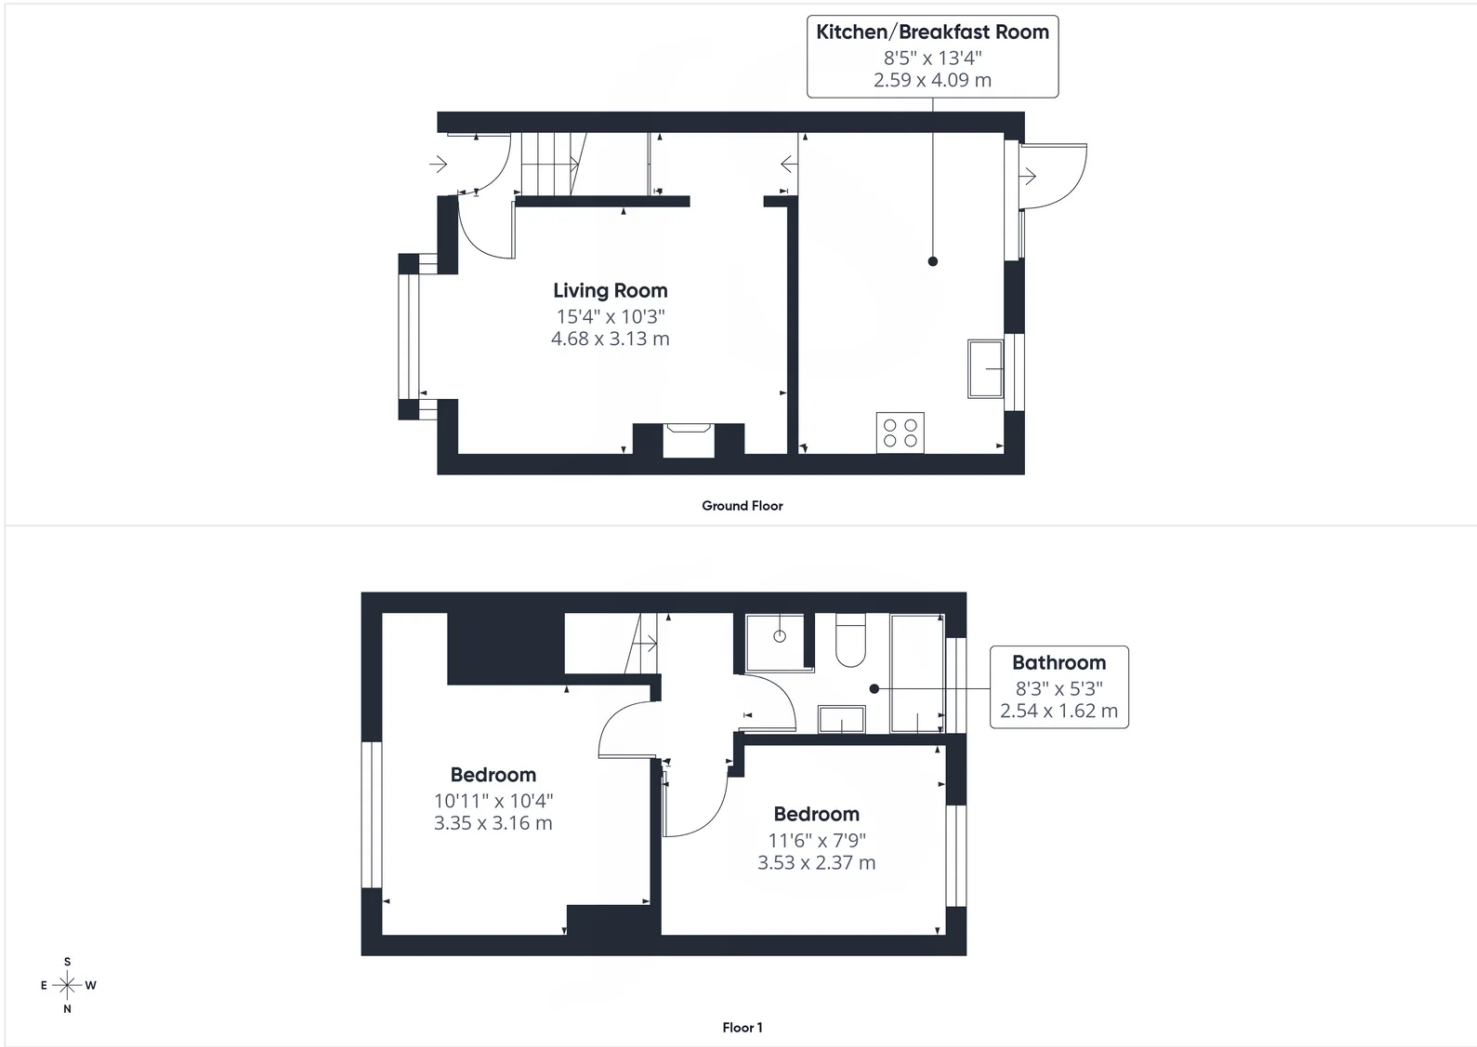 Kitchen/Breakfast Room
8'5" x 13'4"
2.59 x 4.09 m
Living Room
15'4" x 10'3"
4.68 x 3.13 m
Ground Floor
Bathroom
8'3" x 5'3"
2.54 x 1.62 m
Bedroom
10'11" x 10'4"
3.35 x 3.16 m
Bedroom
11'6" x 7'9"
3.53 x 2.37 m
S
E W
N
Floor 1